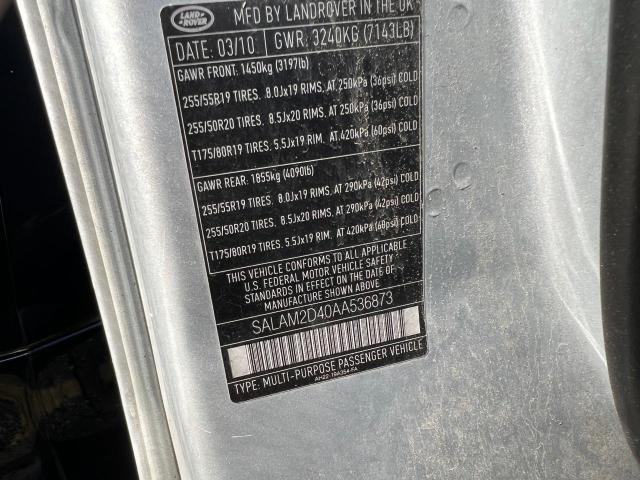 LAND ROVER
MFD BY LANDROVER IN THE UK
DATE: 03/10 GWR: 3240KG (7143LB)
GAWR FRONT: 1450kg (3197lb)
255/55R19 TIRES. 8.0Jx19 RIMS, AT 250kPa (36psi) COLD
255/50R20 TIRES. 8.5Jx20 RIMS, AT 250kPa (36psi) COLD
T175/80R19 TIRES. 5.5Jx19 RIM, AT 420kPa (60psi) COLD
GAWR REAR: 1855kg (4090lb)
255/55R19 TIRES. 8.0Jx19 RIMS, AT 290kPa (42psi) COLD
255/50R20 TIRES. 8.5Jx20 RIMS, AT 290kPa (42psi) COLD
T175/80R19 TIRES. 5.5Jx19 RIM, AT 420kPa (60psi) COLD
THIS VEHICLE CONFORMS TO ALL APPLICABLE
U.S. FEDERAL MOTOR VEHICLE SAFETY
STANDARDS IN EFFECT ON THE DATE OF
MANUFACTURE SHOWN ABOVE.
SALAM2D40AA536873
TYPE: MULTI-PURPOSE PASSENGER VEHICLE